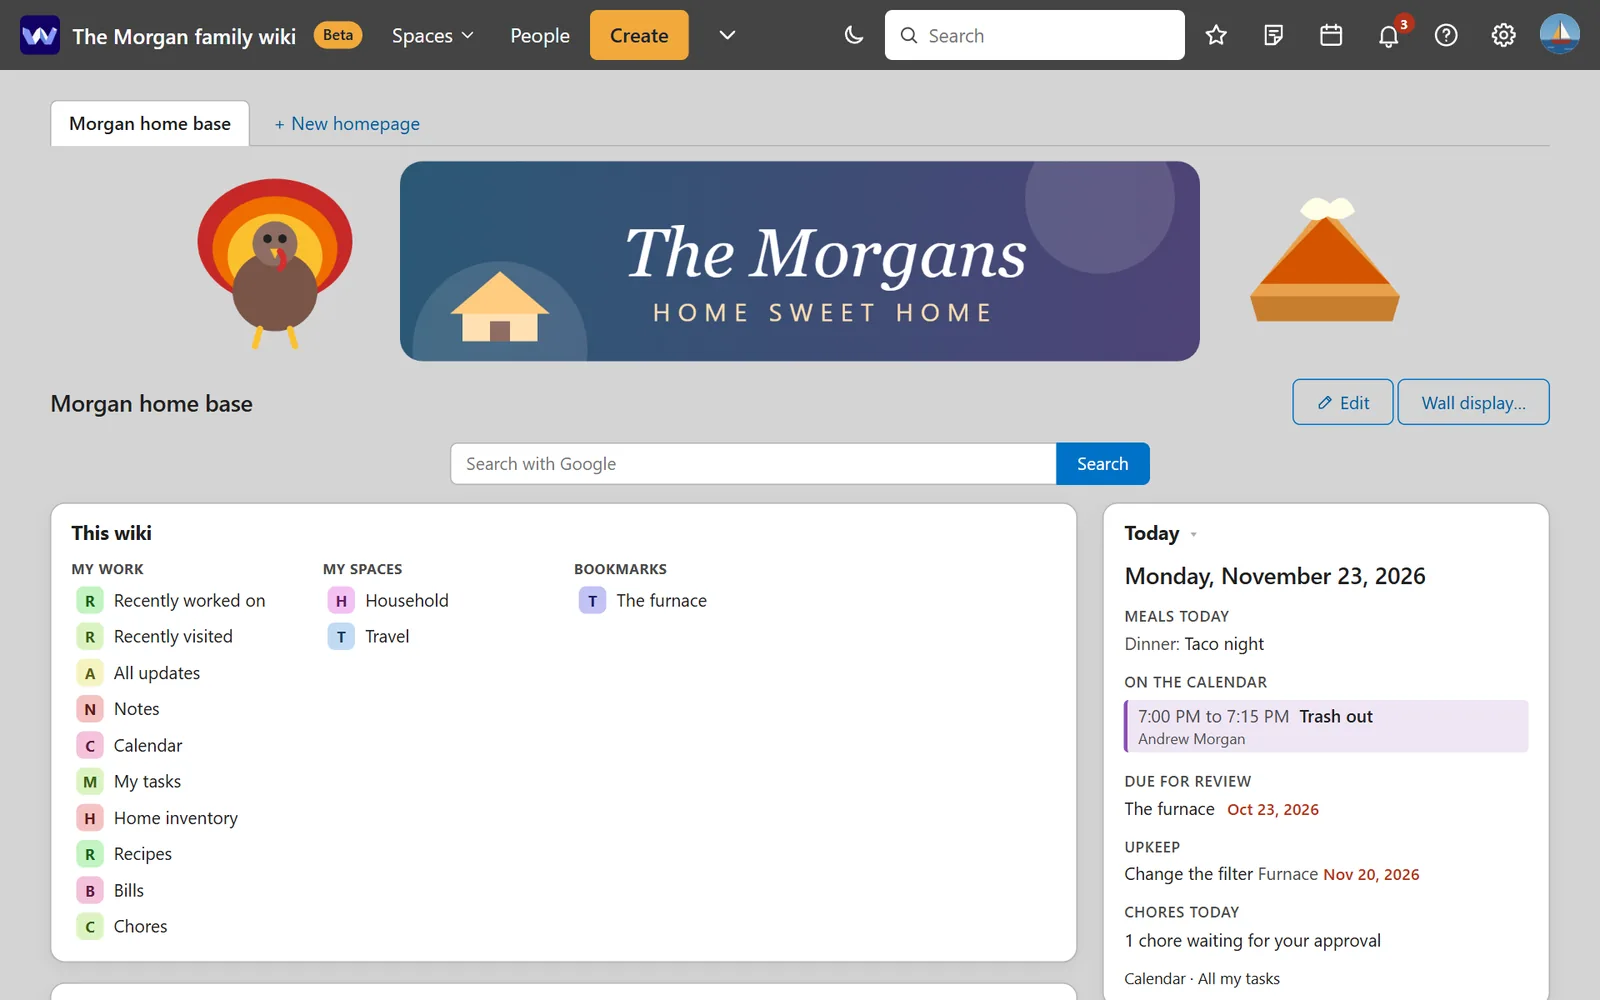 The Morgan family wiki
Beta
Spaces
People
Create
Search
3
Morgan home base
+ New homepage
The Morgans
HOME SWEET HOME
Morgan home base
Edit
Wall display...
Search with Google
Search
This wiki
MY WORK
R Recently worked on
R Recently visited
A All updates
N Notes
C Calendar
M My tasks
H Home inventory
R Recipes
B Bills
C Chores
MY SPACES
H Household
T Travel
BOOKMARKS
T The furnace
Today
Monday, November 23, 2026
MEALS TODAY
Dinner: Taco night
ON THE CALENDAR
7:00 PM to 7:15 PM Trash out
Andrew Morgan
DUE FOR REVIEW
The furnace Oct 23, 2026
UPKEEP
Change the filter Furnace Nov 20, 2026
CHORES TODAY
1 chore waiting for your approval
Calendar · All my tasks